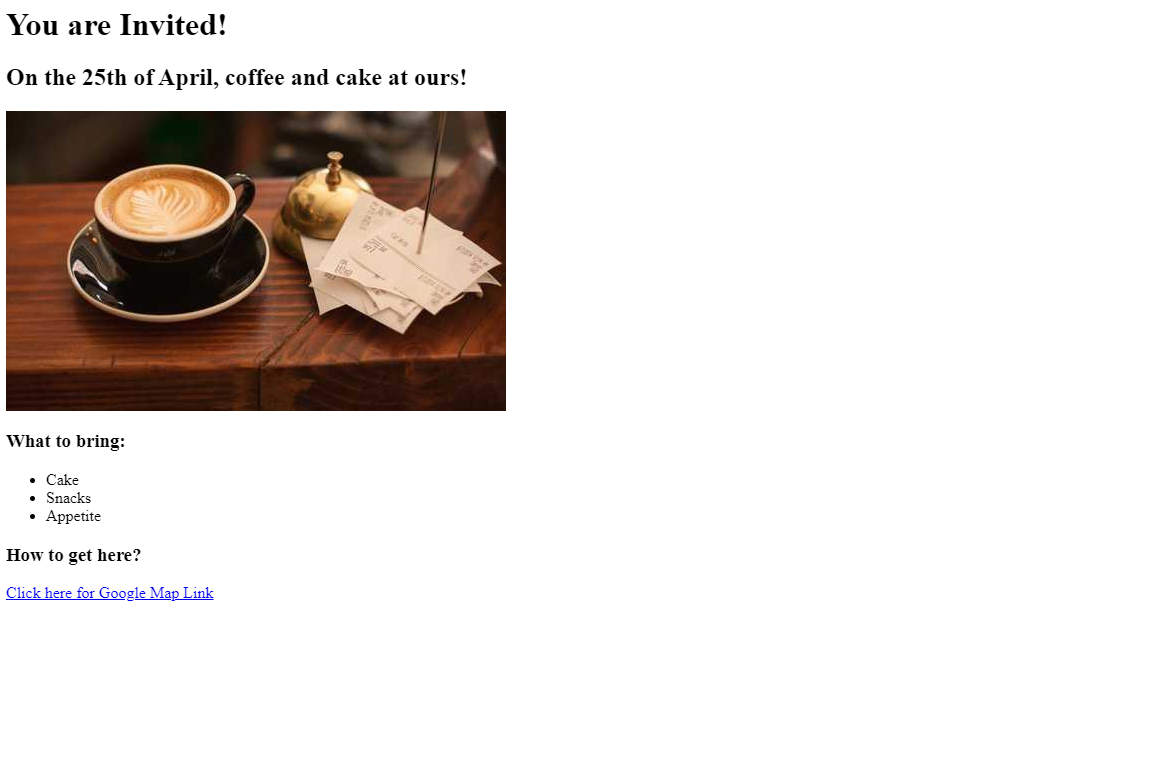 You are Invited!
On the 25th of April, coffee and cake at ours!
What to bring:
Cake
Snacks
Appetite
How to get here?
Click here for Google Map Link